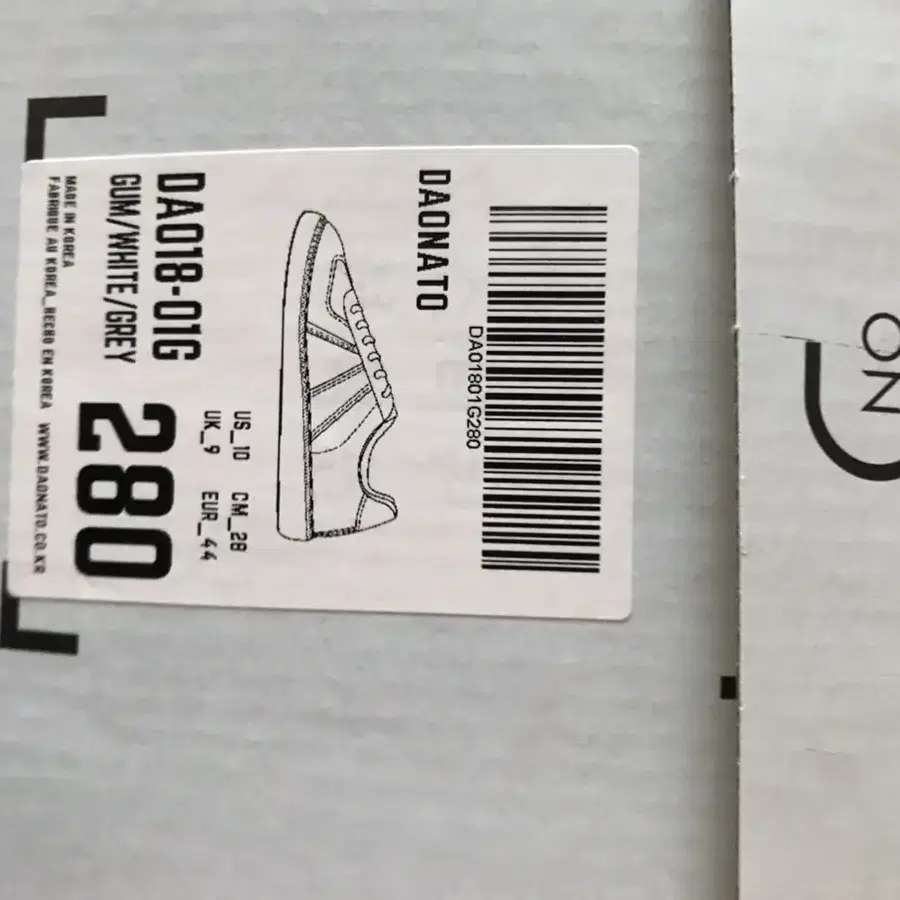 DAONATO
DA01801G280
US_10 CM_28
UK_9 EUR_44
DA018-01G
GUM/WHITE/GREY
280
MADE IN KOREA
FABRIQUE AU KOREA_HECHO EN KOREA WWW.DAONATO.CO.KR
ON